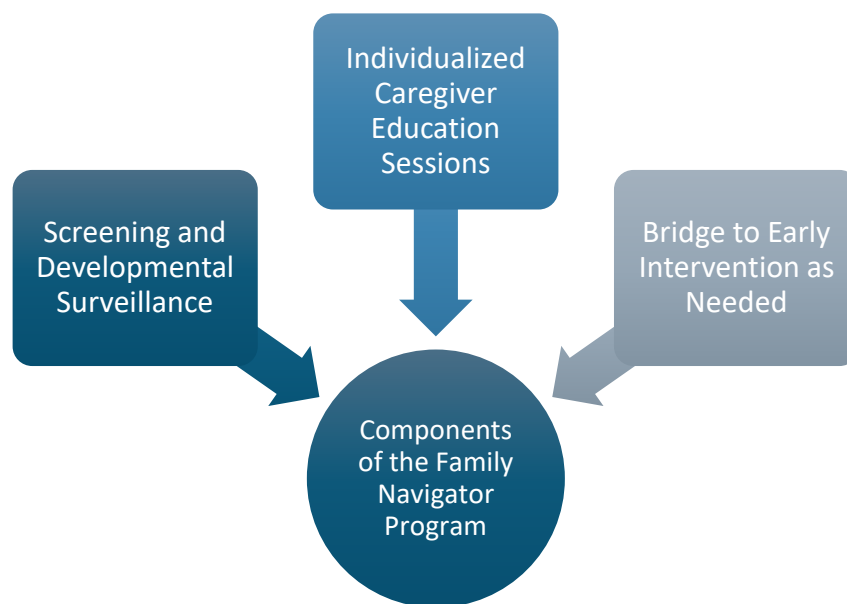 Individualized
Caregiver
Education
Sessions
Screening and
Developmental
Surveillance
Bridge to Early
Intervention as
Needed
Components
of the Family
Navigator
Program